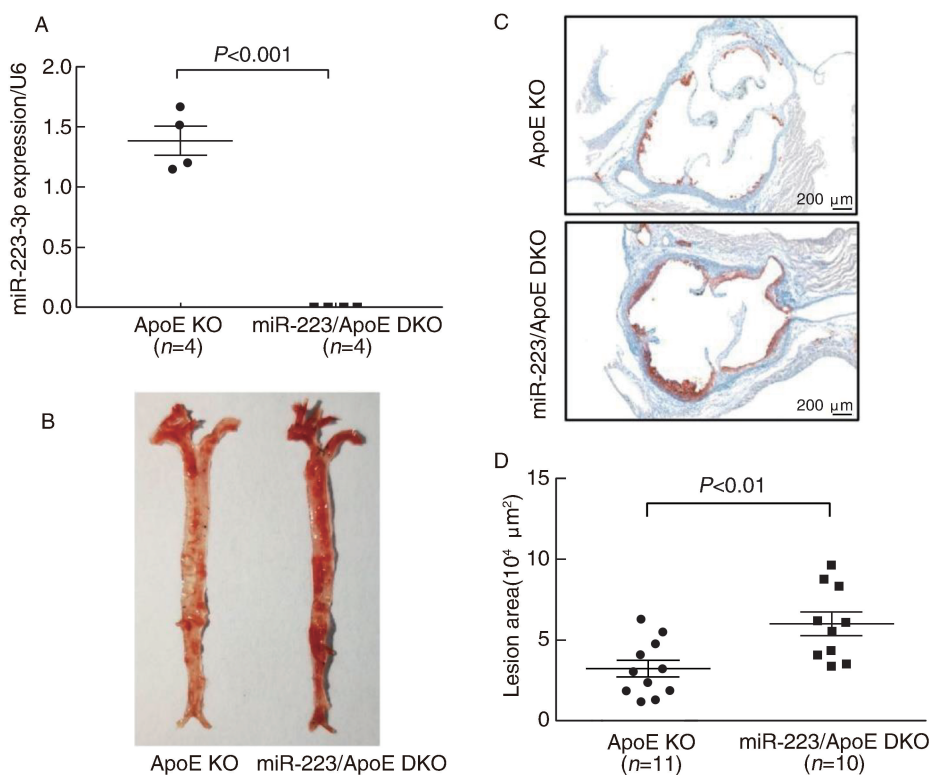 A
P<0.001
miR-223-3p expression/U6
2.0
1.5
1.0
0.5
0.0
ApoE KO
(n=4)
miR-223/ApoE DKO
(n=4)
B
ApoE KO
miR-223/ApoE DKO
C
ApoE KO
200 µm
miR-223/ApoE DKO
200 µm
D
P<0.01
Lesion area(10⁴ µm²)
15
10
5
0
ApoE KO
(n=11)
miR-223/ApoE DKO
(n=10)